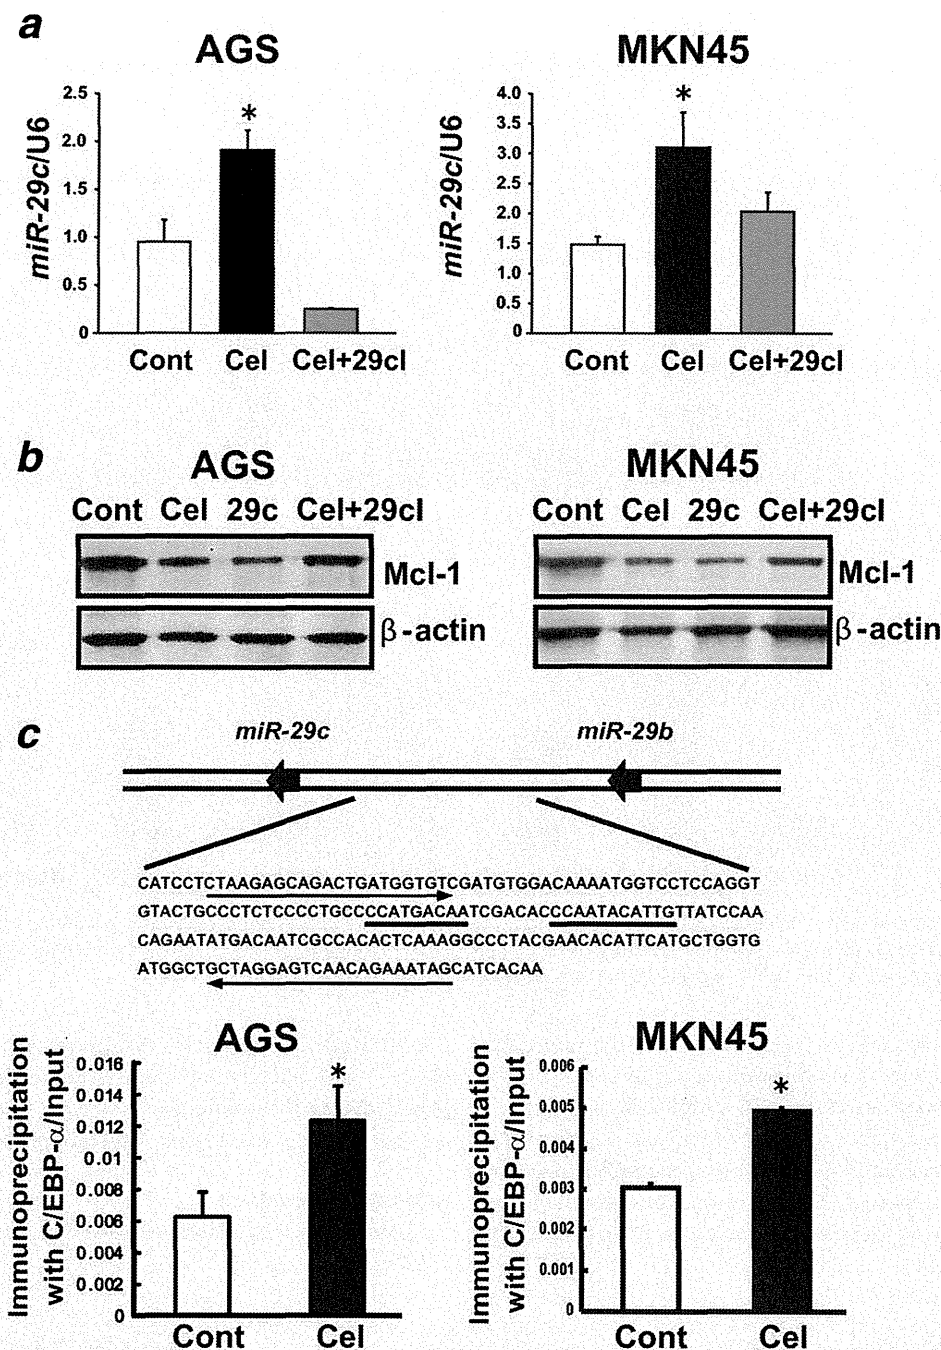 a
AGS
MKN45
miR-29c/U6
2.5
2.0
1.5
1.0
0.5
0
*
Cont Cel Cel+29cI
miR-29c/U6
4.0
3.5
3.0
2.5
2.0
1.5
1.0
0.5
0
*
Cont Cel Cel+29cI
b
AGS
Cont Cel 29c Cel+29cI
Mcl-1
β-actin
MKN45
Cont Cel 29c Cel+29cI
Mcl-1
β-actin
c
miR-29c
miR-29b
CATCCTCTAAGAGCAGACTGATGGTGTCGATGTGGACAAAATGGTCCTCCAGGT
GTACTGCCCTCTCCCCTGCCCCATGACAATCGACACCCAATACATTGTTATCCAA
CAGAATATGACAATCGCCACACTCAAAGGCCCTACGAACACATTCATGCTGGTG
ATGGCTGCTAGGAGTCAACAGAAATAGCATCACAA
AGS
Immunoprecipitation
with C/EBP-α/Input
0.016
0.014
0.012
0.01
0.008
0.006
0.004
0.002
0
*
Cont Cel
MKN45
Immunoprecipitation
with C/EBP-α/Input
0.006
0.005
0.004
0.003
0.002
0.001
0
*
Cont Cel